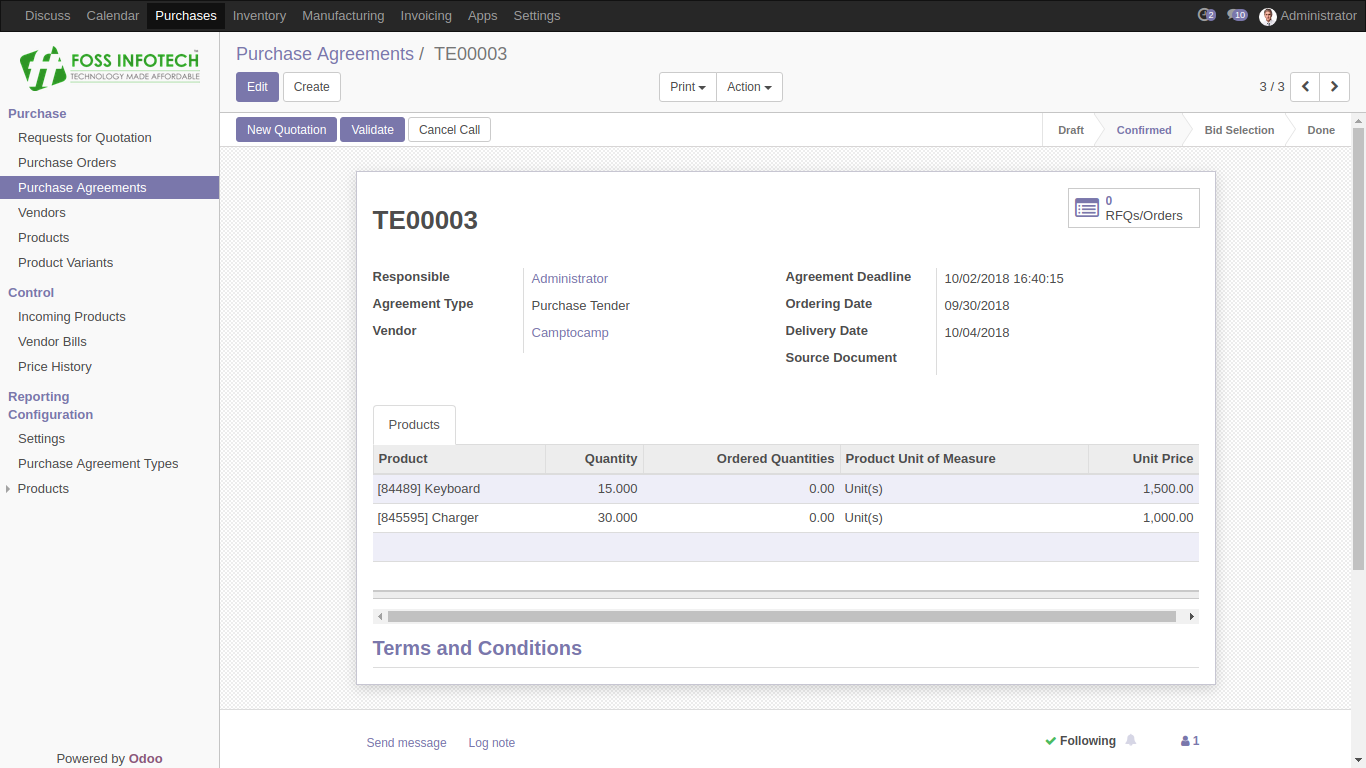 Discuss Calendar Purchases Inventory Manufacturing Invoicing Apps Settings 2 10 Administrator
FOSS INFOTECH
TECHNOLOGY MADE AFFORDABLE
Purchase Agreements / TE00003
Edit Create Print Action 3 / 3
Purchase
Requests for Quotation
Purchase Orders
Purchase Agreements
Vendors
Products
Product Variants
Control
Incoming Products
Vendor Bills
Price History
Reporting
Configuration
Settings
Purchase Agreement Types
Products
Powered by Odoo
New Quotation Validate Cancel Call Draft Confirmed Bid Selection Done
0
RFQs/Orders
TE00003
Responsible Administrator Agreement Deadline 10/02/2018 16:40:15
Agreement Type Purchase Tender Ordering Date 09/30/2018
Vendor Camptocamp Delivery Date 10/04/2018
Source Document
Products
Product Quantity Ordered Quantities Product Unit of Measure Unit Price
[84489] Keyboard 15.000 0.00 Unit(s) 1,500.00
[845595] Charger 30.000 0.00 Unit(s) 1,000.00
Terms and Conditions
Send message Log note Following 1